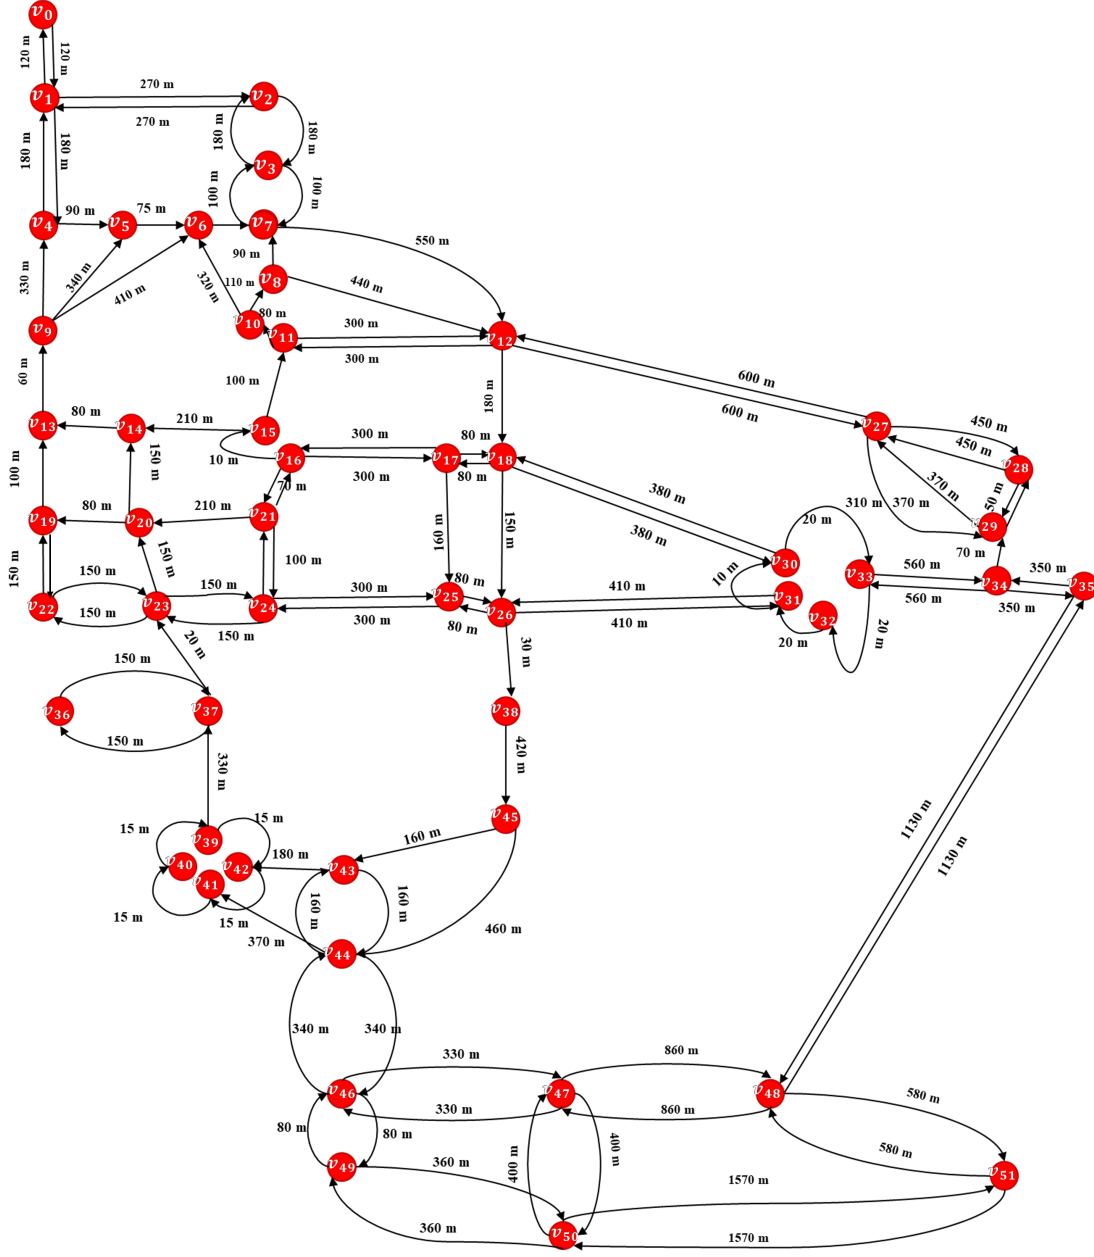 v0
120 m
120 m
270 m
v1
v2
270 m
180 m
180 m
180 m
180 m
v3
100 m
100 m
90 m
75 m
v4
v5
v6
v7
550 m
90 m
330 m
340 m
410 m
320 m
110 m
v8
440 m
80 m
v9
v10
v11
300 m
v12
300 m
600 m
600 m
60 m
100 m
180 m
80 m
210 m
v13
v14
v15
v27
450 m
450 m
300 m
80 m
10 m
v16
v17
v18
v28
100 m
150 m
70 m
300 m
80 m
380 m
370 m
50 m
310 m
370 m
80 m
210 m
v19
v20
v21
160 m
150 m
380 m
20 m
v29
150 m
150 m
100 m
10 m
v30
70 m
v33
560 m
v34
350 m
v35
150 m
150 m
300 m
80 m
410 m
560 m
350 m
v22
v23
v24
v25
v26
v31
v32
150 m
150 m
300 m
80 m
410 m
20 m
20 m
20 m
30 m
150 m
v36
v37
v38
150 m
330 m
420 m
15 m
15 m
v39
v45
160 m
1130 m
1130 m
v40
v42
180 m
v43
v41
15 m
15 m
160 m
160 m
370 m
460 m
v44
340 m
340 m
330 m
860 m
v46
v47
v48
580 m
330 m
860 m
80 m
80 m
400 m
400 m
580 m
v49
360 m
v51
1570 m
360 m
v50
1570 m